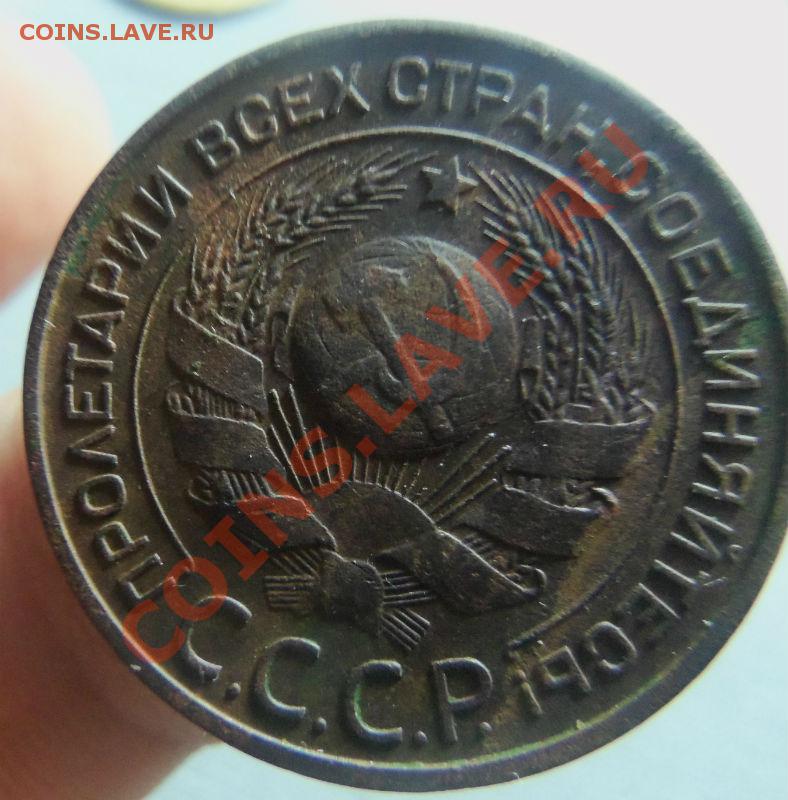 COINS.LAVE.RU
ПРОЛЕТАРИИ ВСЕХ СТРАН, СОЕДИНЯЙТЕСЬ!
COINS.LAVE.RU
С.С.С.Р.